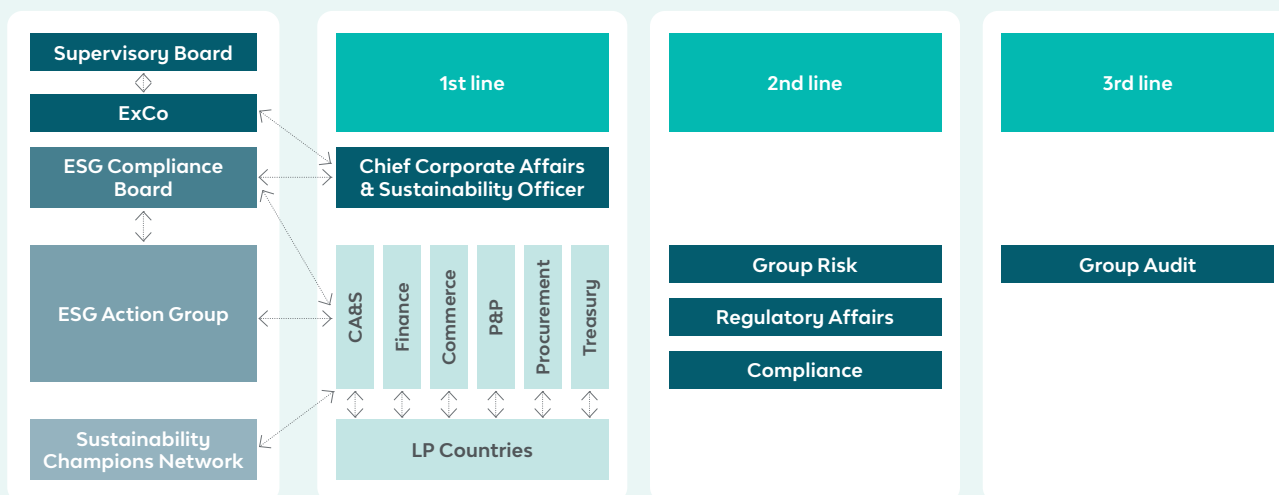 Supervisory Board
ExCo
ESG Compliance
Board
ESG Action Group
Sustainability
Champions Network
1st line
Chief Corporate Affairs
& Sustainability Officer
CA&S
Finance
Commerce
P&P
Procurement
Treasury
LP Countries
2nd line
Group Risk
Regulatory Affairs
Compliance
3rd line
Group Audit